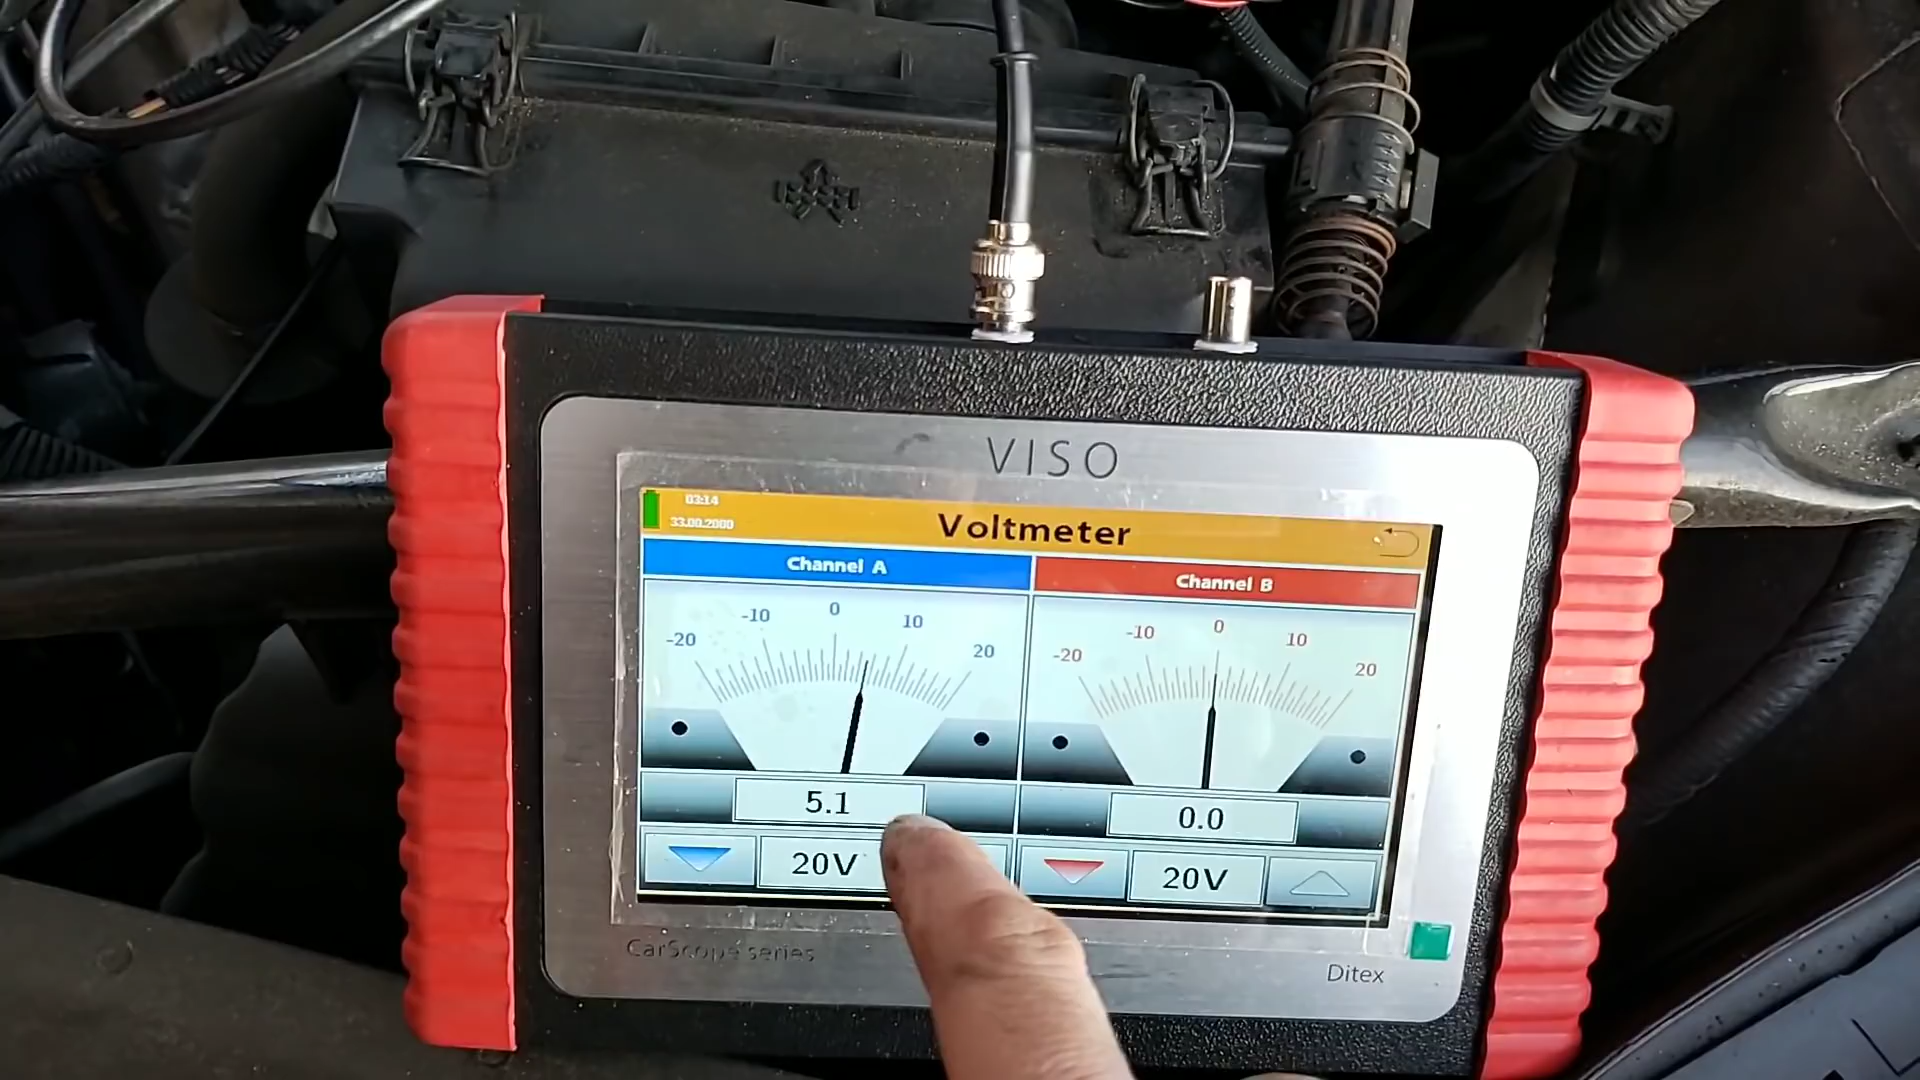 VISO
03:14
33.00.2000
Voltmeter
Channel A
Channel B
-20 -10 0 10 20
-20 -10 0 10 20
5.1
0.0
20V
20V
CarScope series
Ditex